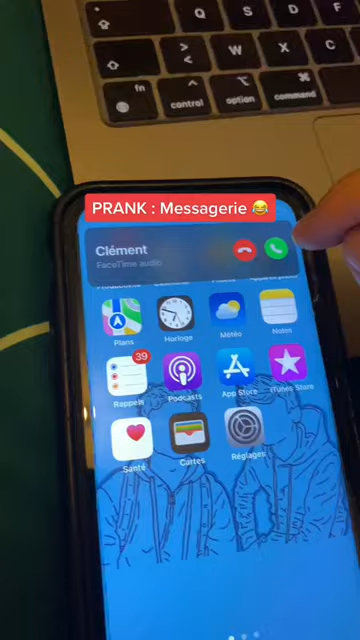 Q S D F
> < W X C
fn
control option command
PRANK : Messagerie 😂
Clément
FaceTime audio
Plans Horloge Météo Notes
39
Rappels Podcasts App Store iTunes Store
Santé Cartes Réglages